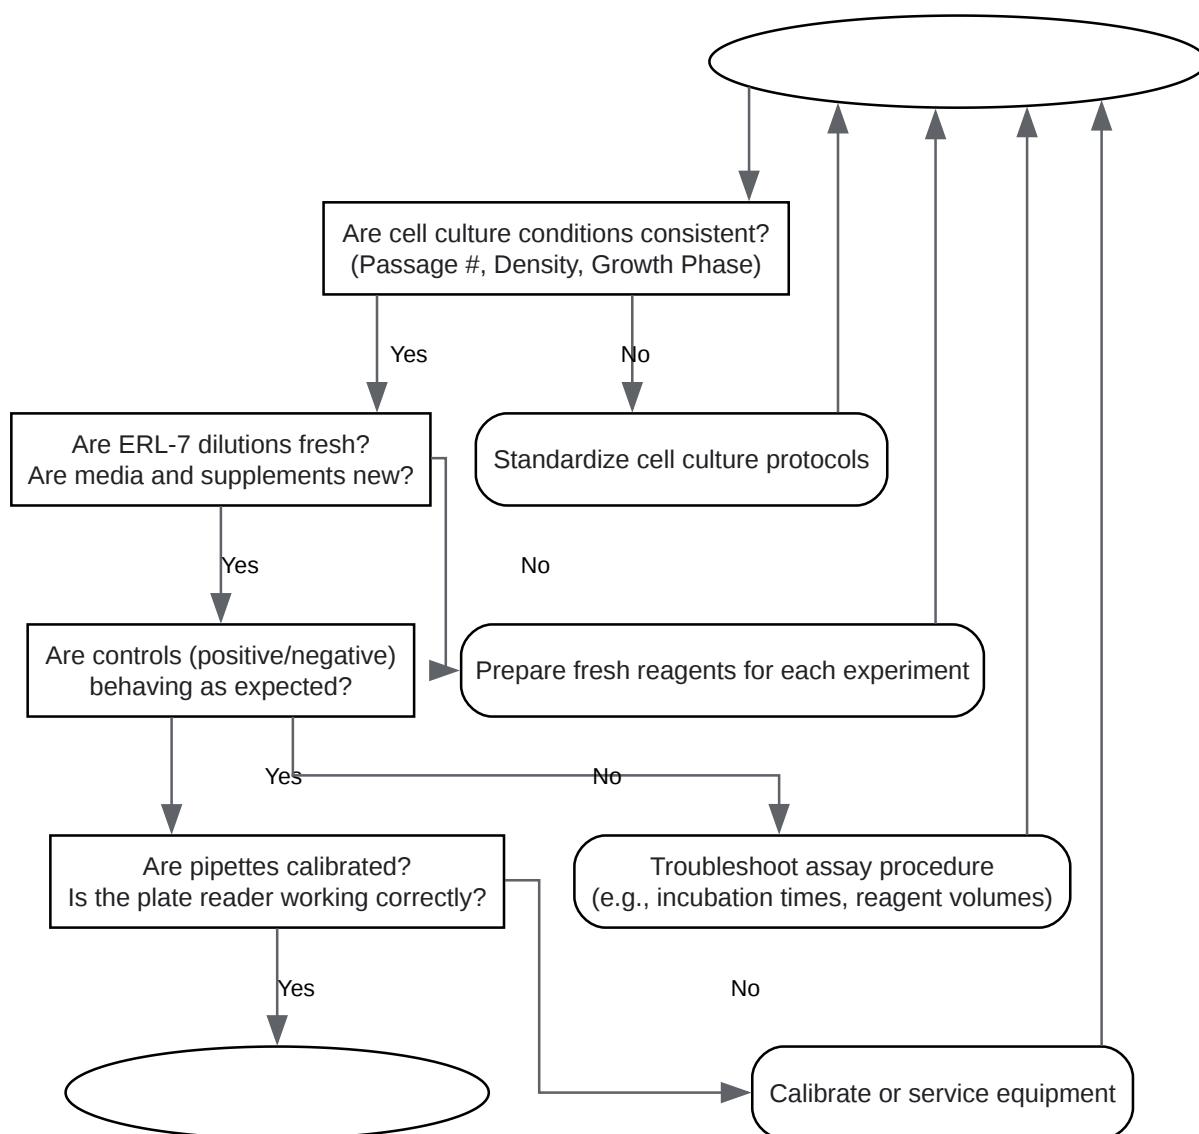 Are cell culture conditions consistent?
(Passage #, Density, Growth Phase)
Yes
No
Are ERL-7 dilutions fresh?
Are media and supplements new?
Standardize cell culture protocols
Yes
No
Are controls (positive/negative)
behaving as expected?
Prepare fresh reagents for each experiment
Yes
No
Are pipettes calibrated?
Is the plate reader working correctly?
Troubleshoot assay procedure
(e.g., incubation times, reagent volumes)
Yes
No
Calibrate or service equipment